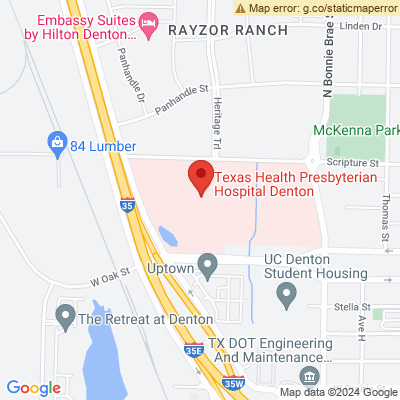 Map error: g.co/staticmaperror
Embassy Suites
by Hilton Denton...
RAYZOR RANCH
N Bonnie Brae S
Linden Dr
Panhandle Dr
Panhandle St
Heritage Trl
McKenna Park
84 Lumber
Scripture St
Texas Health Presbyterian
Hospital Denton
Thomas St
35
UC Denton
Student Housing
Uptown
W Oak St
Stella St
Ave H
The Retreat at Denton
TX DOT Engineering
And Maintenance...
35E
35W
Google
Map data ©2024 Google